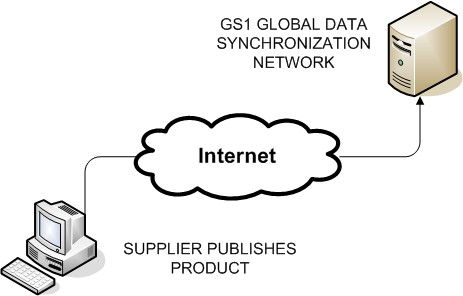 GS1 GLOBAL DATA
SYNCHRONIZATION
NETWORK
Internet
SUPPLIER PUBLISHES
PRODUCT